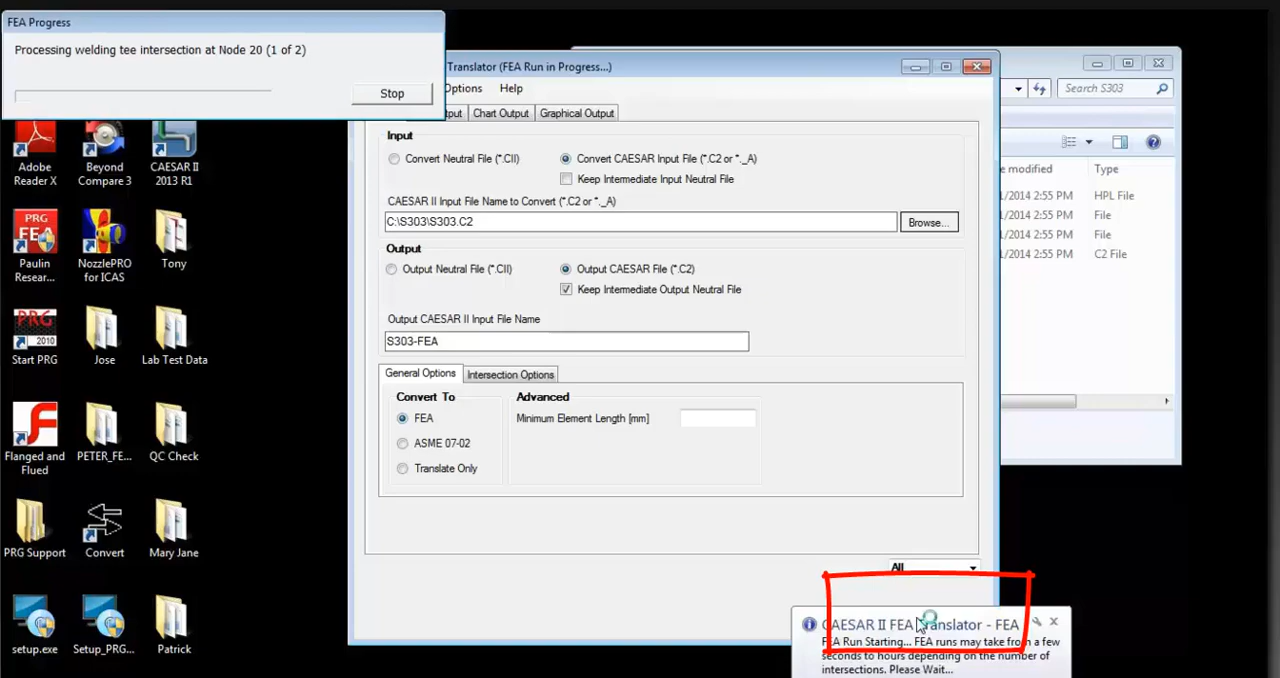 FEA Progress
Processing welding tee intersection at Node 20 (1 of 2)
Stop
Translator (FEA Run in Progress...)
Options Help
Chart Output Graphical Output
Input
Convert Neutral File (*.CII)
Convert CAESAR Input File (*.C2 or *._A)
Keep Intermediate Input Neutral File
CAESAR II Input File Name to Convert (*.C2 or *._A)
C:\S303\S303.C2
Browse...
Output
Output Neutral File (*.CII)
Output CAESAR File (*.C2)
Keep Intermediate Output Neutral File
Output CAESAR II Input File Name
S303-FEA
General Options Intersection Options
Convert To
FEA
ASME 07-02
Translate Only
Advanced
Minimum Element Length [mm]
All
CAESAR II FEA Translator - FEA
FEA Run Starting... FEA runs may take from a few
seconds to hours depending on the number of
intersections. Please Wait...
Search S303
modified Type
2:55 PM HPL File
2:55 PM File
2:55 PM File
2:55 PM C2 File
Adobe
Reader X
Beyond
Compare 3
CAESAR II
2013 R1
PRG
FEA
Paulin
Resear...
NozzlePRO
for ICAS
Tony
PRG
2010
Start PRG
Jose
Lab Test Data
Flanged and
Flued
PETER_FE...
QC Check
PRG Support
Convert
Mary Jane
setup.exe
Setup_PRG...
Patrick